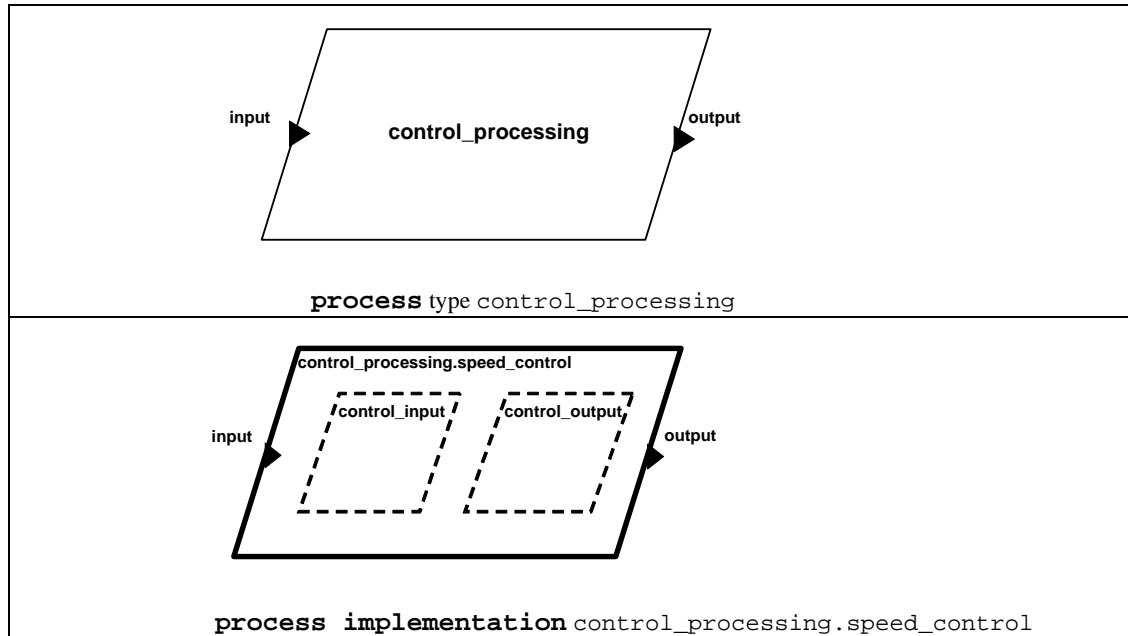 input
control_processing
output
process type control_processing
control_processing.speed_control
control_input
control_output
input
output
process implementation control_processing.speed_control